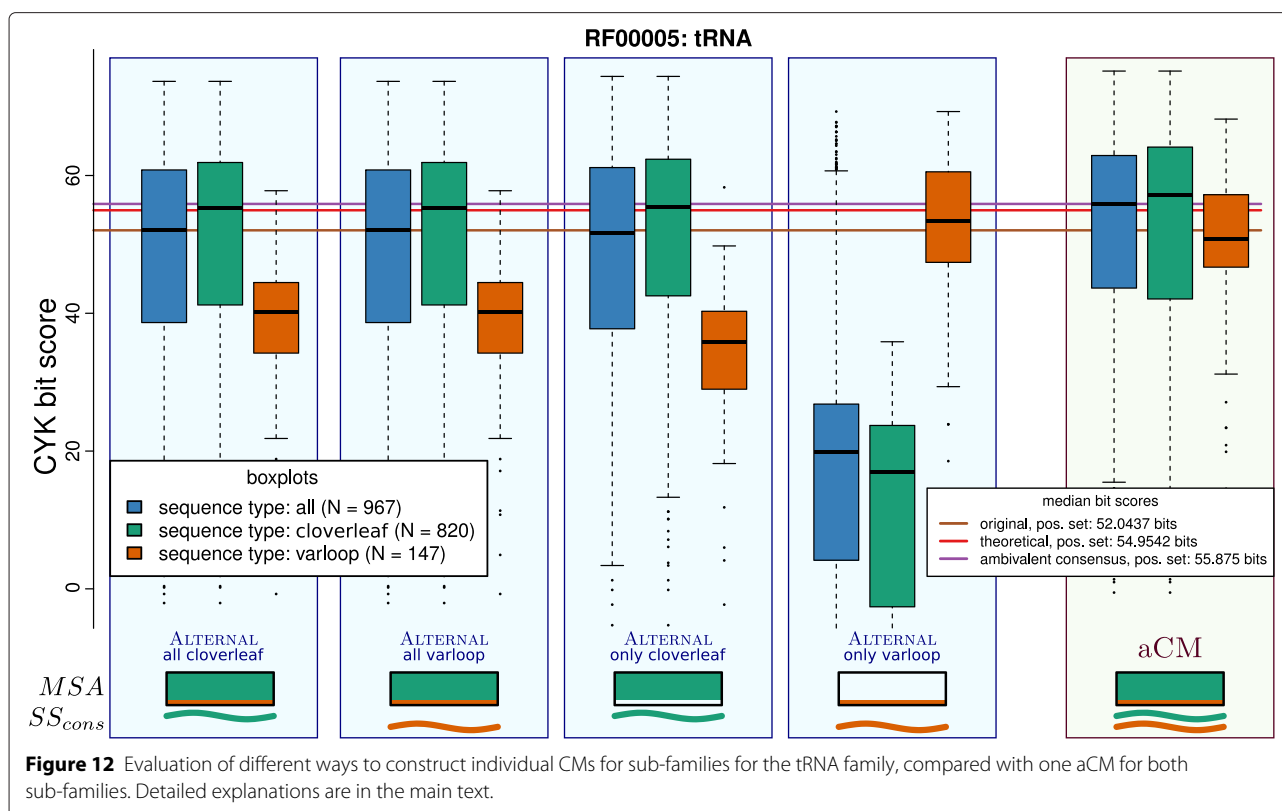 RF00005: tRNA
CYK bit score
60
40
20
0
boxplots
sequence type: all (N = 967)
sequence type: cloverleaf (N = 820)
sequence type: varloop (N = 147)
median bit scores
original, pos. set: 52.0437 bits
theoretical, pos. set: 54.9542 bits
ambivalent consensus, pos. set: 55.875 bits
ALTERNAL
all cloverleaf
ALTERNAL
all varloop
ALTERNAL
only cloverleaf
ALTERNAL
only varloop
aCM
MSA
SScons
Figure 12 Evaluation of different ways to construct individual CMs for sub-families for the tRNA family, compared with one aCM for both
sub-families. Detailed explanations are in the main text.